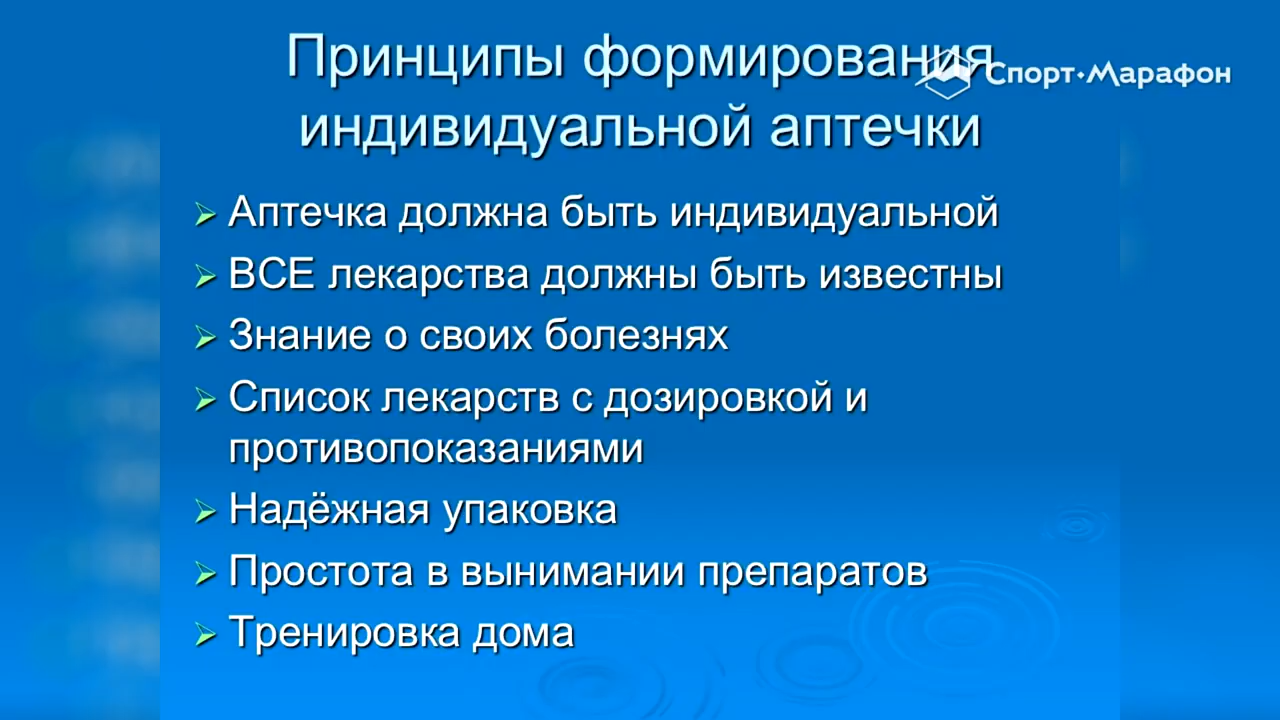 Принципы формирования
Спорт-Марафон
индивидуальной аптечки
Аптечка должна быть индивидуальной
ВСЕ лекарства должны быть известны
Знание о своих болезнях
Список лекарств с дозировкой и
противопоказаниями
Надёжная упаковка
Простота в вынимании препаратов
Тренировка дома